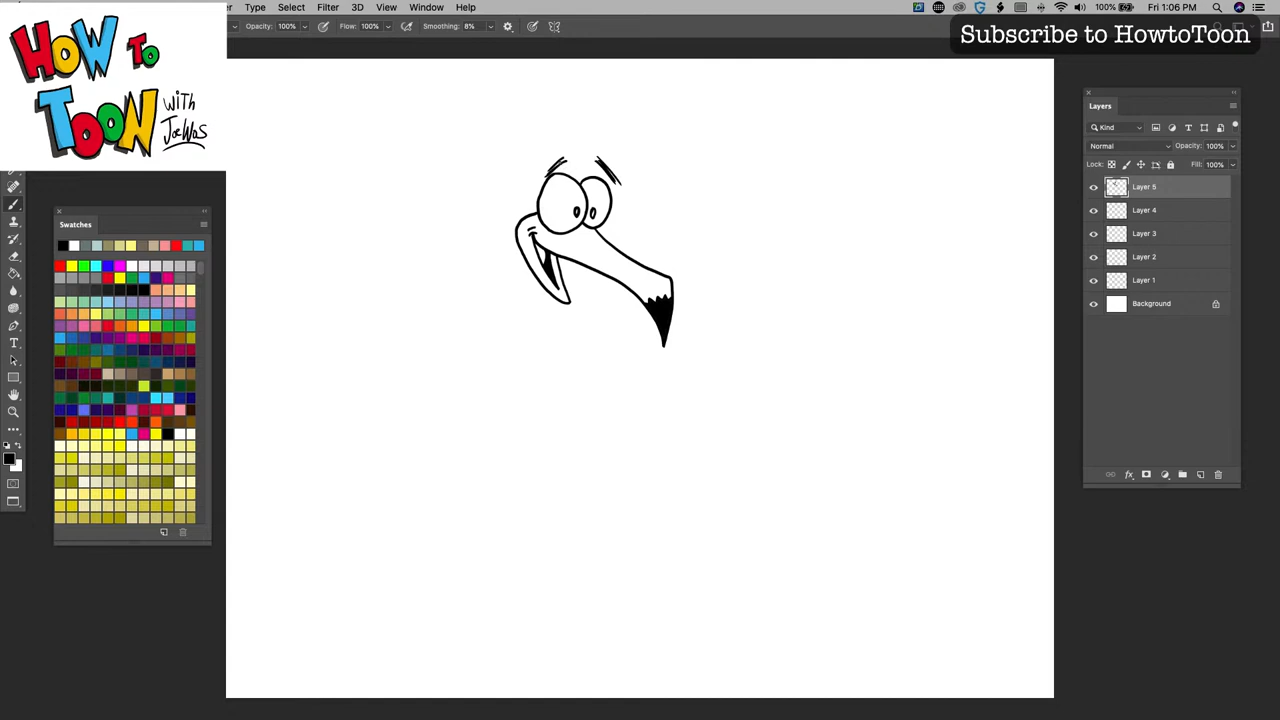 Type Select Filter 3D View Window Help
100% Fri 1:06 PM
Opacity: 100% Flow: 100% Smoothing: 8%
Subscribe to HowtoToon
HOW TO
TOON
WITH
JoeWos
Swatches
Layers
Kind
Normal Opacity: 100%
Lock: Fill: 100%
Layer 5
Layer 4
Layer 3
Layer 2
Layer 1
Background